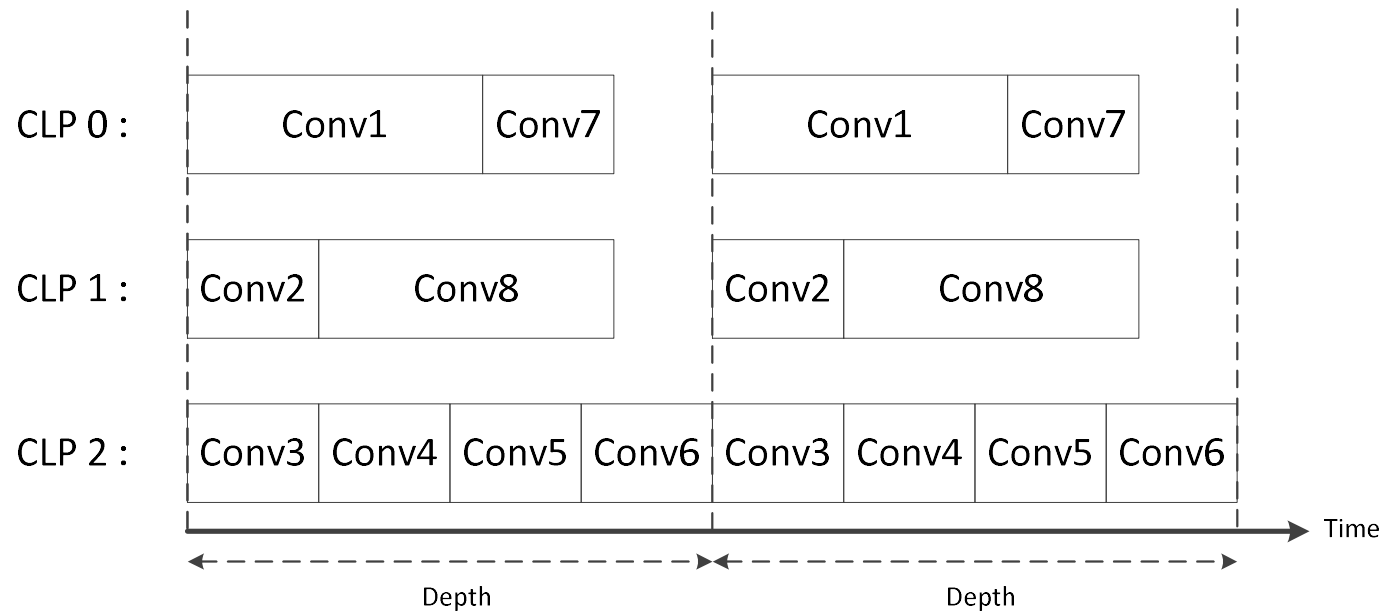 CLP 0 : Conv1 Conv7 Conv1 Conv7
CLP 1 : Conv2 Conv8 Conv2 Conv8
CLP 2 : Conv3 Conv4 Conv5 Conv6 Conv3 Conv4 Conv5 Conv6
Time
Depth Depth